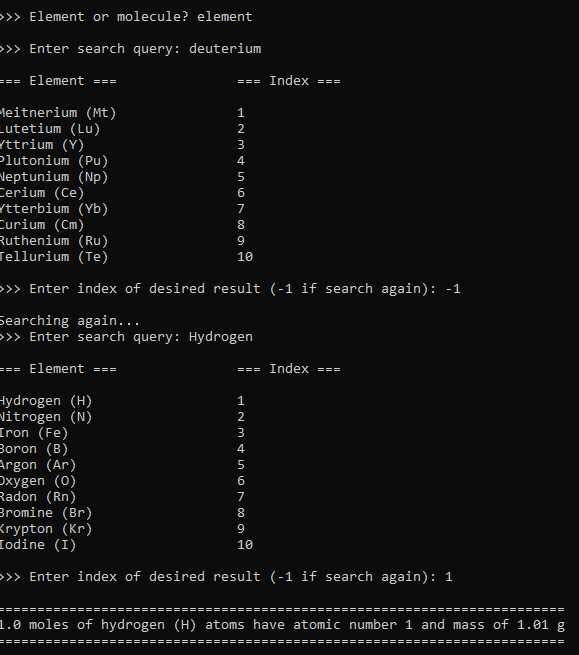 >>> Element or molecule? element
>>> Enter search query: deuterium
=== Element === === Index ===
Meitnerium (Mt) 1
Lutetium (Lu) 2
Yttrium (Y) 3
Plutonium (Pu) 4
Neptunium (Np) 5
Cerium (Ce) 6
Ytterbium (Yb) 7
Curium (Cm) 8
Ruthenium (Ru) 9
Tellurium (Te) 10
>>> Enter index of desired result (-1 if search again): -1
Searching again...
>>> Enter search query: Hydrogen
=== Element === === Index ===
Hydrogen (H) 1
Nitrogen (N) 2
Iron (Fe) 3
Boron (B) 4
Argon (Ar) 5
Oxygen (O) 6
Radon (Rn) 7
Bromine (Br) 8
Krypton (Kr) 9
Iodine (I) 10
>>> Enter index of desired result (-1 if search again): 1
=======================================================================
1.0 moles of hydrogen (H) atoms have atomic number 1 and mass of 1.01 g
=======================================================================